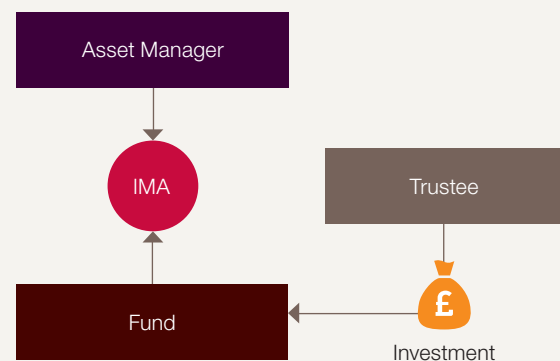 Asset Manager
IMA
Trustee
£
Fund
Investment